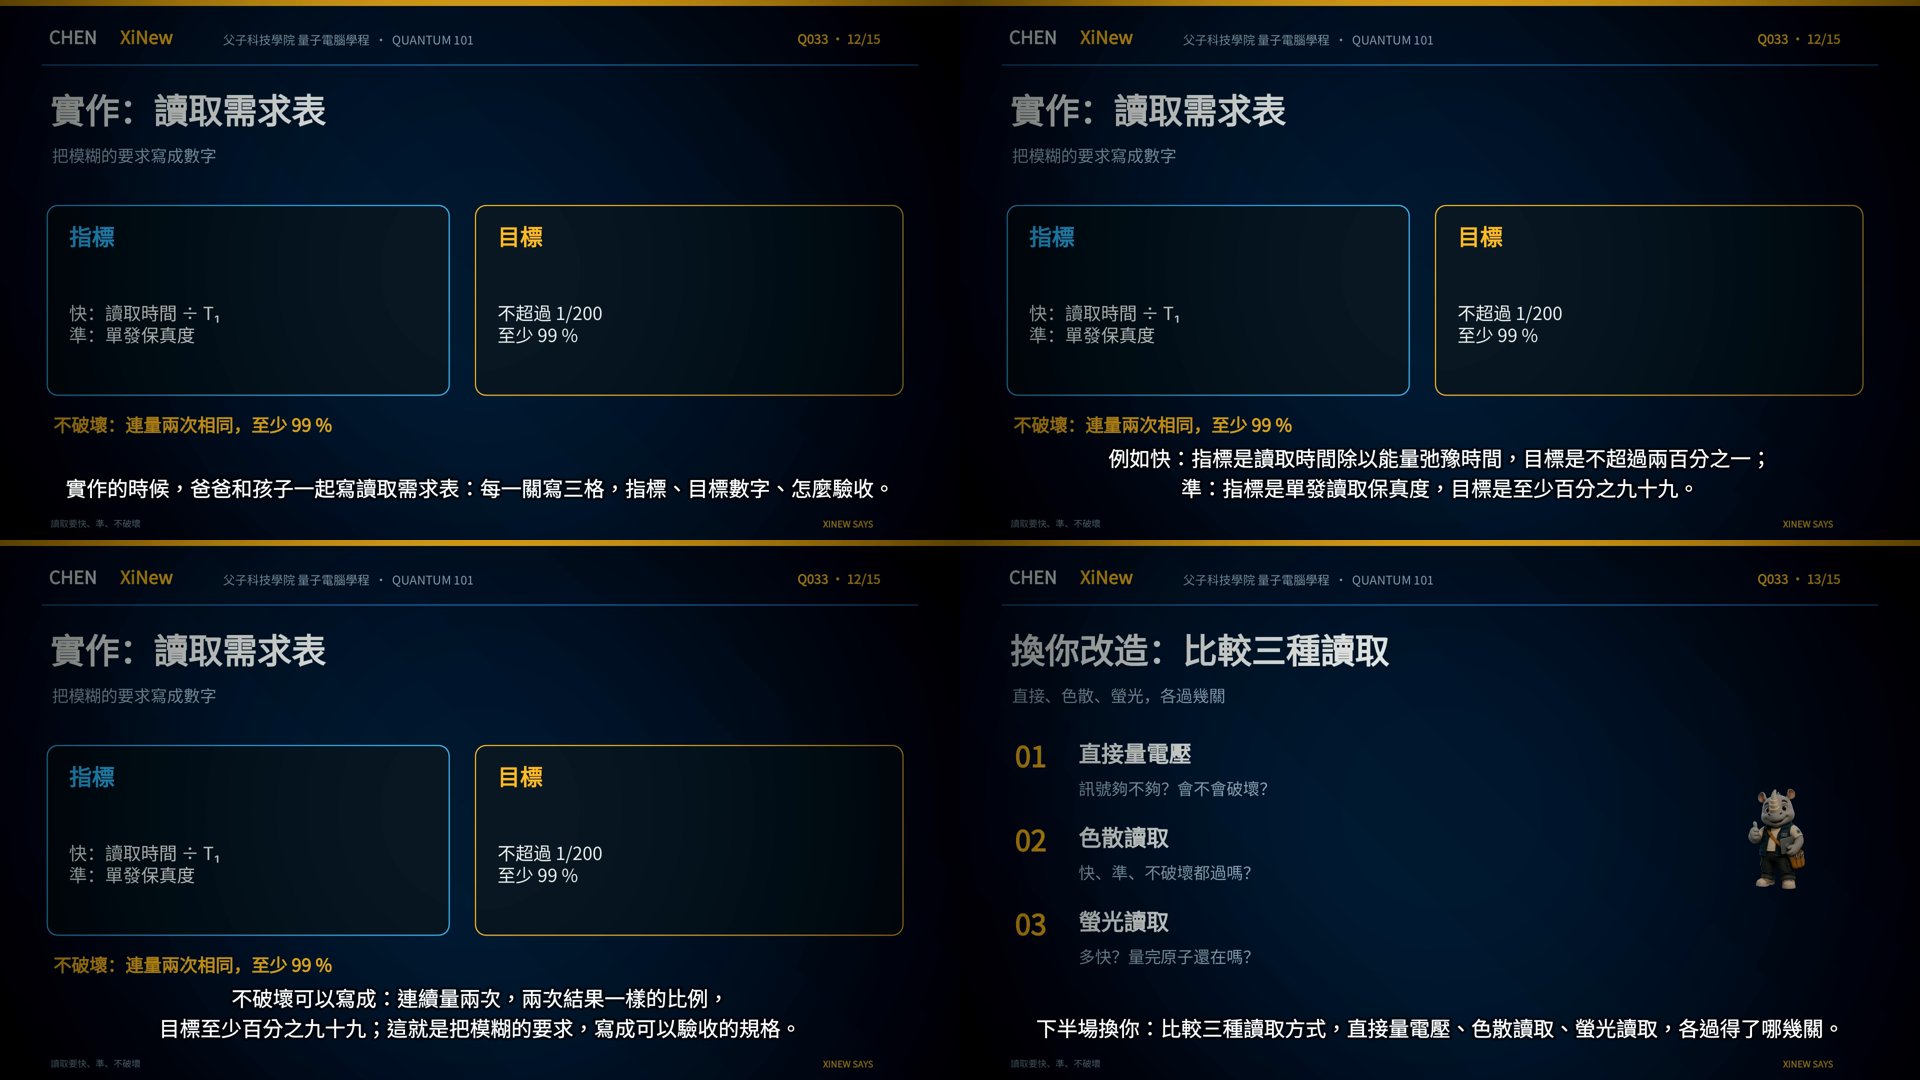 CHEN XiNew 父子科技學院 量子電腦學程 · QUANTUM 101 Q033 · 12/15
實作：讀取需求表
把模糊的要求寫成數字
指標
快：讀取時間 ÷ T₁
準：單發保真度
目標
不超過 1/200
至少 99 %
不破壞：連量兩次相同，至少 99 %
實作的時候，爸爸和孩子一起寫讀取需求表：每一關寫三格，指標、目標數字、怎麼驗收。
讀取要快、準、不破壞 XINEW SAYS
CHEN XiNew 父子科技學院 量子電腦學程 · QUANTUM 101 Q033 · 12/15
實作：讀取需求表
把模糊的要求寫成數字
指標
快：讀取時間 ÷ T₁
準：單發保真度
目標
不超過 1/200
至少 99 %
不破壞：連量兩次相同，至少 99 %
例如快：指標是讀取時間除以能量弛豫時間，目標是不超過兩百分之一；
準：指標是單發讀取保真度，目標是至少百分之九十九。
讀取要快、準、不破壞 XINEW SAYS
CHEN XiNew 父子科技學院 量子電腦學程 · QUANTUM 101 Q033 · 12/15
實作：讀取需求表
把模糊的要求寫成數字
指標
快：讀取時間 ÷ T₁
準：單發保真度
目標
不超過 1/200
至少 99 %
不破壞：連量兩次相同，至少 99 %
不破壞可以寫成：連續量兩次，兩次結果一樣的比例，
目標至少百分之九十九；這就是把模糊的要求，寫成可以驗收的規格。
讀取要快、準、不破壞 XINEW SAYS
CHEN XiNew 父子科技學院 量子電腦學程 · QUANTUM 101 Q033 · 13/15
換你改造：比較三種讀取
直接、色散、螢光，各過幾關
01 直接量電壓
訊號夠不夠？會不會破壞？
02 色散讀取
快、準、不破壞都過嗎？
03 螢光讀取
多快？量完原子還在嗎？
下半場換你：比較三種讀取方式，直接量電壓、色散讀取、螢光讀取，各過得了哪幾關。
讀取要快、準、不破壞 XINEW SAYS